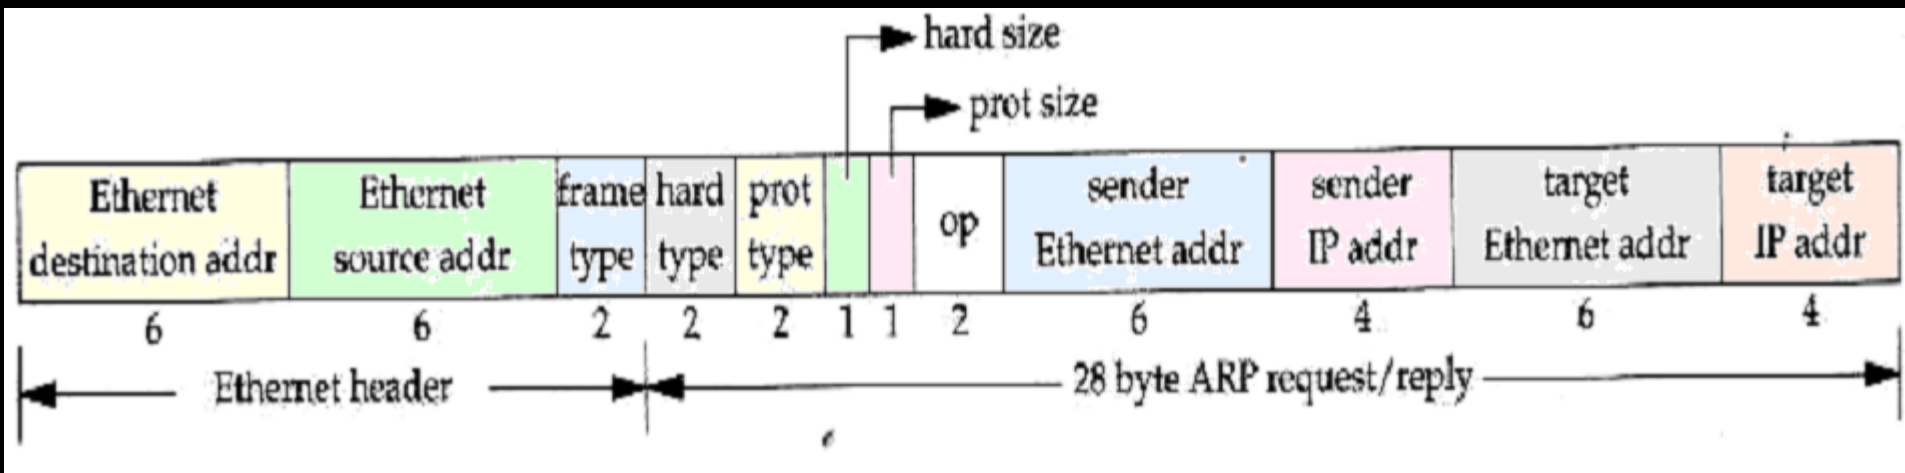 hard size
prot size
Ethernet
destination addr
Ethernet
source addr
frame
type
hard
type
prot
type
op
sender
Ethernet addr
sender
IP addr
target
Ethernet addr
target
IP addr
6
6
2
2
2
1
1
2
6
4
6
4
Ethernet header
28 byte ARP request/reply